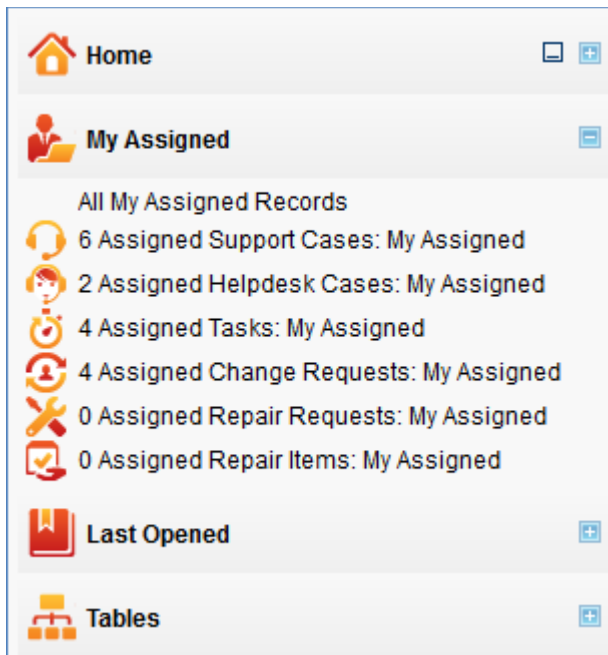 Home
My Assigned
All My Assigned Records
6 Assigned Support Cases: My Assigned
2 Assigned Helpdesk Cases: My Assigned
4 Assigned Tasks: My Assigned
4 Assigned Change Requests: My Assigned
0 Assigned Repair Requests: My Assigned
0 Assigned Repair Items: My Assigned
Last Opened
Tables